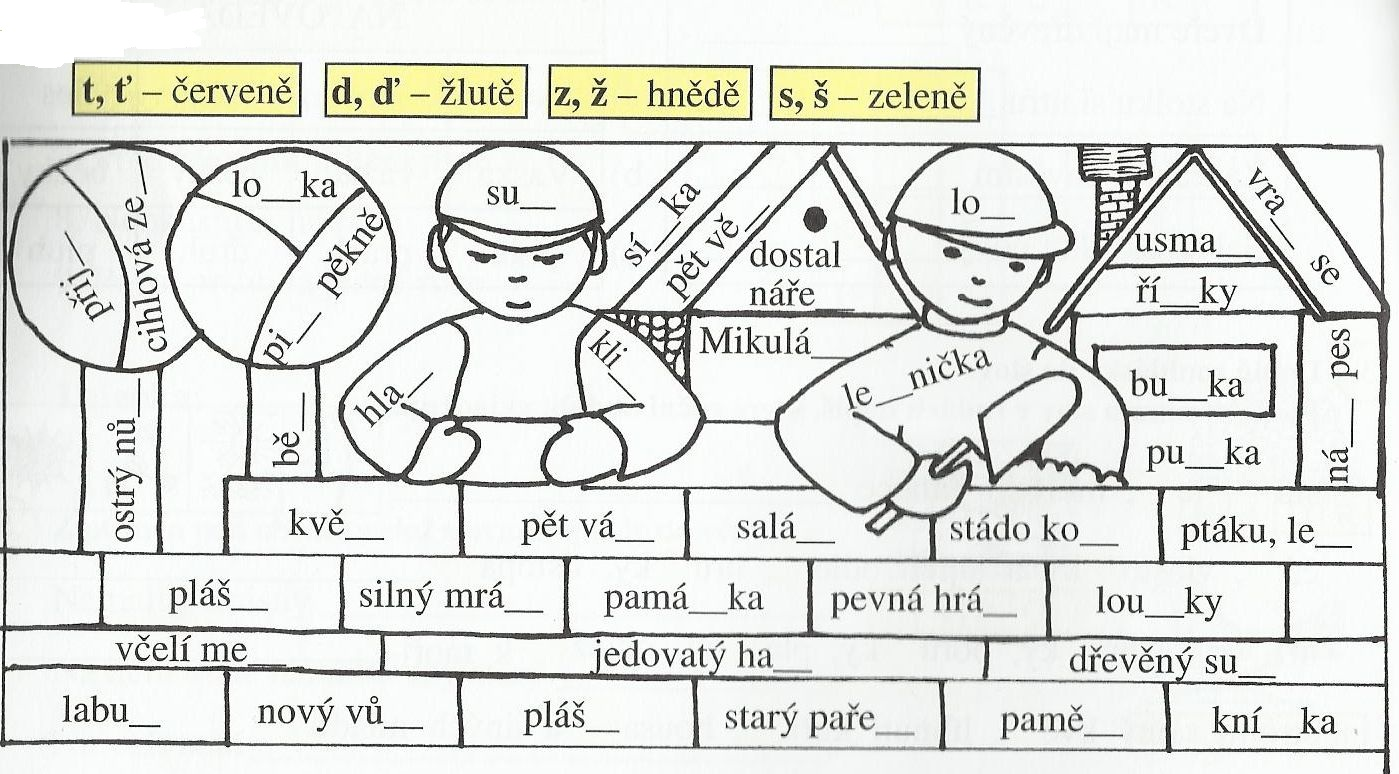 t, ť – červeně
d, ď – žlutě
z, ž – hnědě
s, š – zeleně
přij__
cihlová ze__
lo__ka
pi__ pěkně
su__
sí__ka
pět vě__
dostal
náře__
lo__
usma__
vra__ se
ří__ky
Mikulá__
hla__
kli__
le__nička
bu__ka
pu__ka
ná__ pes
ostrý nů__
bě__
kvě__
pět vá__
salá__
stádo ko__
ptáku, le__
pláš__
silný mrá__
pamá__ka
pevná hrá__
lou__ky
včelí me__
jedovatý ha__
dřevěný su__
labu__
nový vů__
pláš__
starý paře__
pamě__
kní__ka